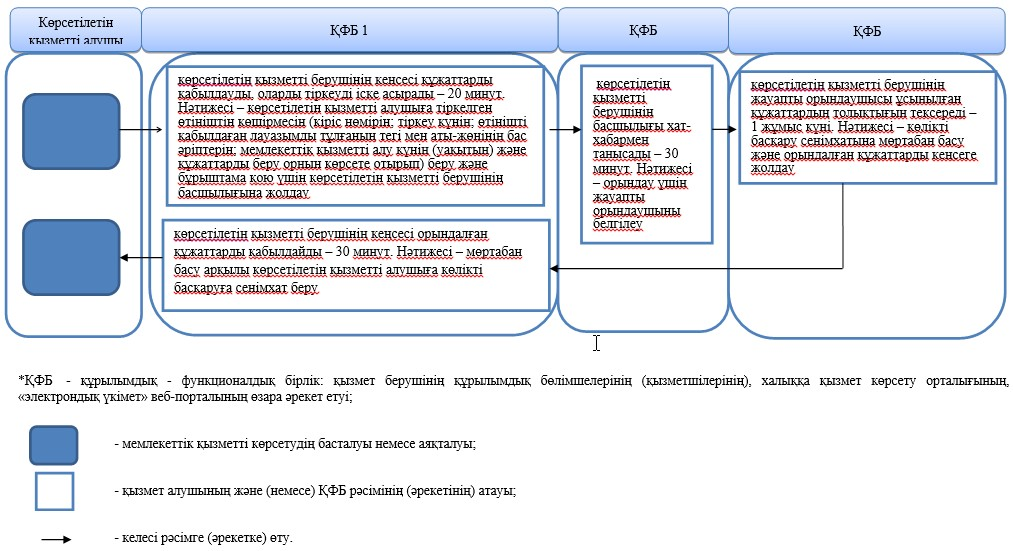 Көрсетілетін
қызметті алушы
ҚФБ 1
ҚФБ
ҚФБ
көрсетілетін қызметті берушінің кеңсесі құжаттарды
қабылдауды, оларды тіркеуді іске асырады – 20 минут.
Нәтижесі – көрсетілетін қызметті алушыға тіркелген
өтініштің көшірмесін (кіріс нөмірін; тіркеу күнін; өтінішті
қабылдаған лауазымды тұлғаның тегі мен аты-жөнінің бас
әріптерін; мемлекеттік қызметті алу күнін (уақытын) және
құжаттарды беру орнын көрсете отырып) беру және
бұрыштама қою үшін көрсетілетін қызметті берушінің
басшылығына жолдау
көрсетілетін
қызметті
берушінің
басшылығы хат-
хабармен
танысады – 30
минут. Нәтижесі
– орындау үшін
жауапты
орындаушыны
белгілеу
көрсетілетін қызметті берушінің
жауапты орындаушысы ұсынылған
құжаттардың толықтығын тексереді –
1 жұмыс күні. Нәтижесі – көлікті
басқару сенімхатына мөртабан басу
және орындалған құжаттарды кеңсеге
жолдау
көрсетілетін қызметті берушінің кеңсесі орындалған
құжаттарды қабылдайды – 30 минут. Нәтижесі – мөртабан
басу арқылы көрсетілетін қызметті алушыға көлікті
басқаруға сенімхат беру
*ҚФБ - құрылымдық - функционалдық бірлік: қызмет берушінің құрылымдық бөлімшелерінің (қызметшілерінің), халыққа қызмет көрсету орталығының,
«электрондық үкімет» веб-порталының өзара әрекет етуі;
- мемлекеттік қызметті көрсетудің басталуы немесе аяқталуы;
- қызмет алушының және (немесе) ҚФБ рәсімінің (әрекетінің) атауы;
- келесі рәсімге (әрекетке) өту.